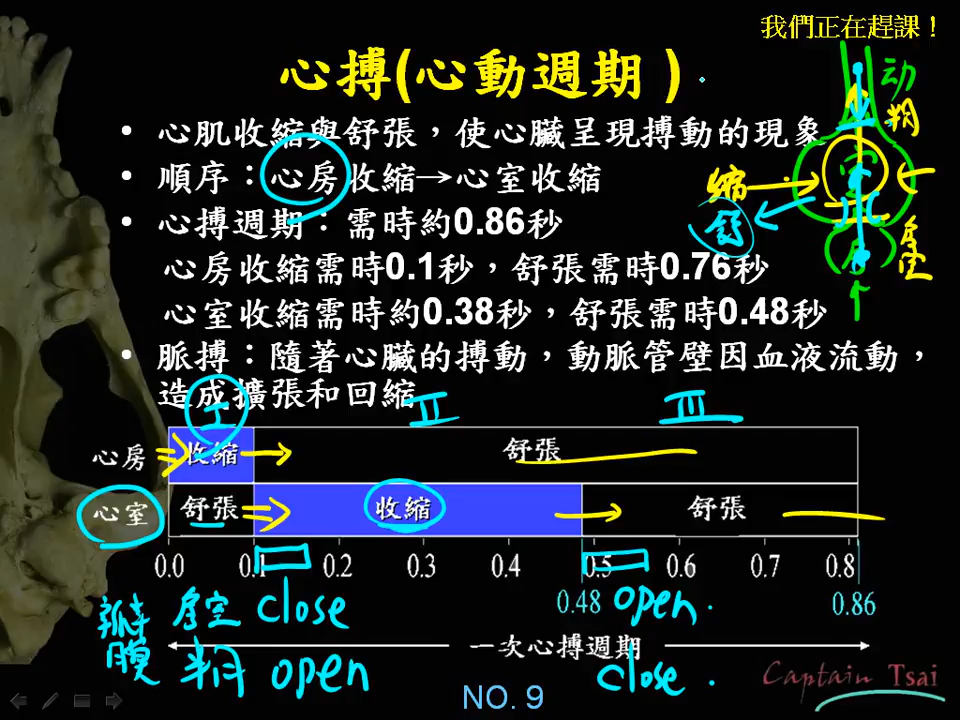 我們正在趕課！
心搏(心動週期 )
• 心肌收縮與舒張，使心臟呈現搏動的現象
• 順序：心房收縮→心室收縮
• 心搏週期：需時約0.86秒
心房收縮需時0.1秒，舒張需時0.76秒
心室收縮需時約0.38秒，舒張需時0.48秒
• 脈搏：隨著心臟的搏動，動脈管壁因血液流動，
造成擴張和回縮
动
室
房
縮
房室
I II III
心房 收縮 舒張
心室 舒張 收縮 舒張
0.0 0.1 0.2 0.3 0.4 0.5 0.6 0.7 0.8
0.48 0.86
瓣膜 房室 close open
open close
一次心搏週期
NO. 9
Captain Tsai